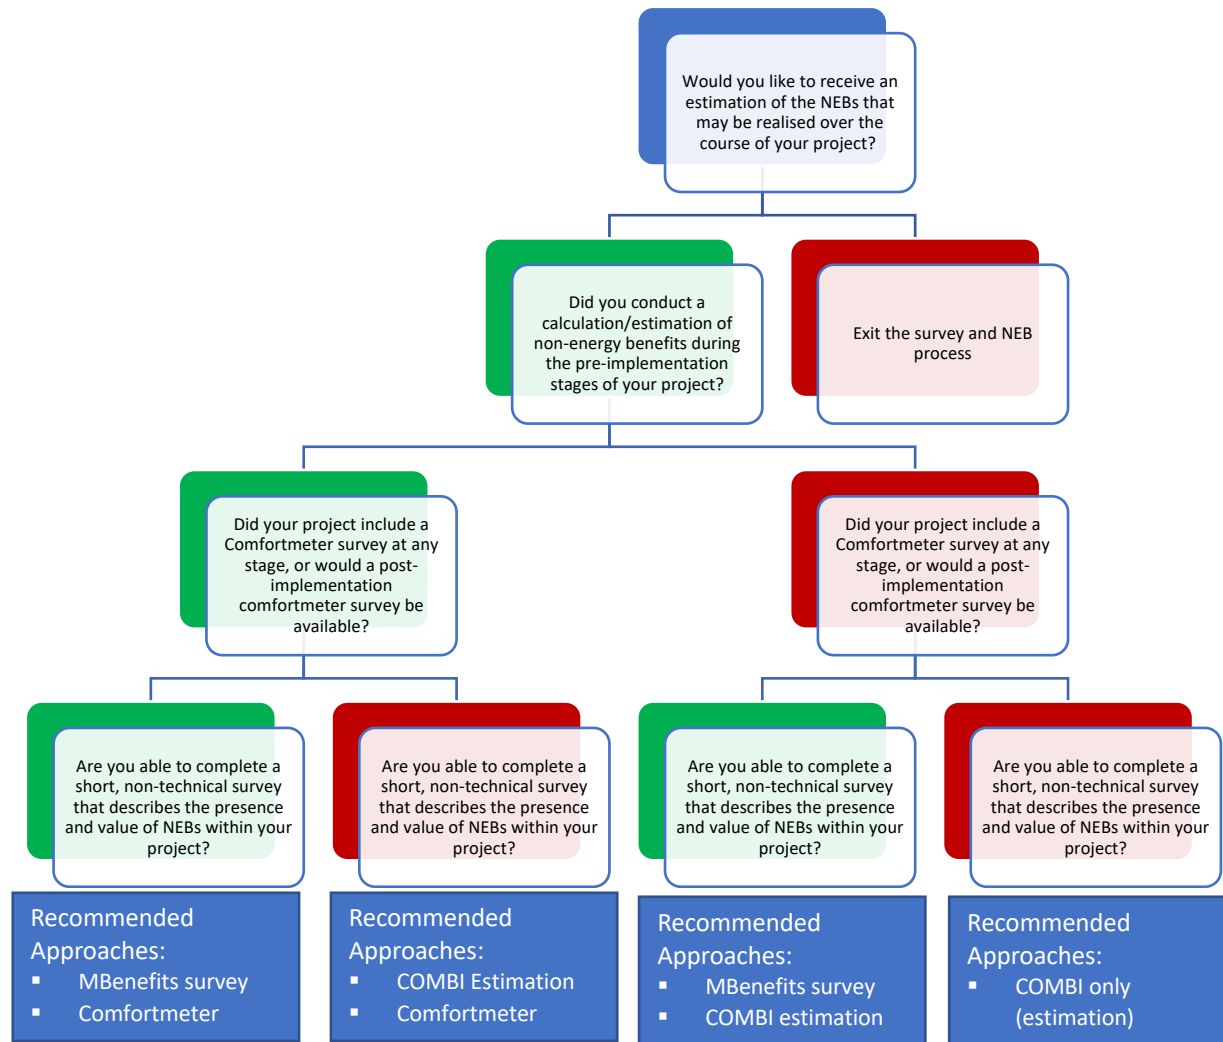 Would you like to receive an
estimation of the NEBs that
may be realised over the
course of your project?
Did you conduct a
calculation/estimation of
non-energy benefits during
the pre-implementation
stages of your project?
Exit the survey and NEB
process
Did your project include a
Comfortmeter survey at any
stage, or would a post-
implementation
comfortmeter survey be
available?
Did your project include a
Comfortmeter survey at any
stage, or would a post-
implementation
comfortmeter survey be
available?
Are you able to complete a
short, non-technical survey
that describes the presence
and value of NEBs within your
project?
Are you able to complete a
short, non-technical survey
that describes the presence
and value of NEBs within your
project?
Are you able to complete a
short, non-technical survey
that describes the presence
and value of NEBs within your
project?
Are you able to complete a
short, non-technical survey
that describes the presence
and value of NEBs within your
project?
Recommended
Approaches:
▪ MBenefits survey
▪ Comfortmeter
Recommended
Approaches:
▪ COMBI Estimation
▪ Comfortmeter
Recommended
Approaches:
▪ MBenefits survey
▪ COMBI estimation
Recommended
Approaches:
▪ COMBI only
(estimation)